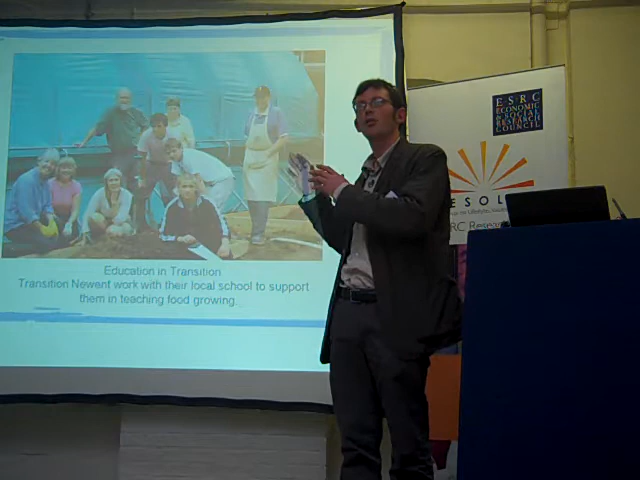 Education in Transition
Transition Newent work with their local school to support
them in teaching food growing.
E·S·R·C
ECONOMIC
& SOCIAL
RESEARCH
COUNCIL
ESOL